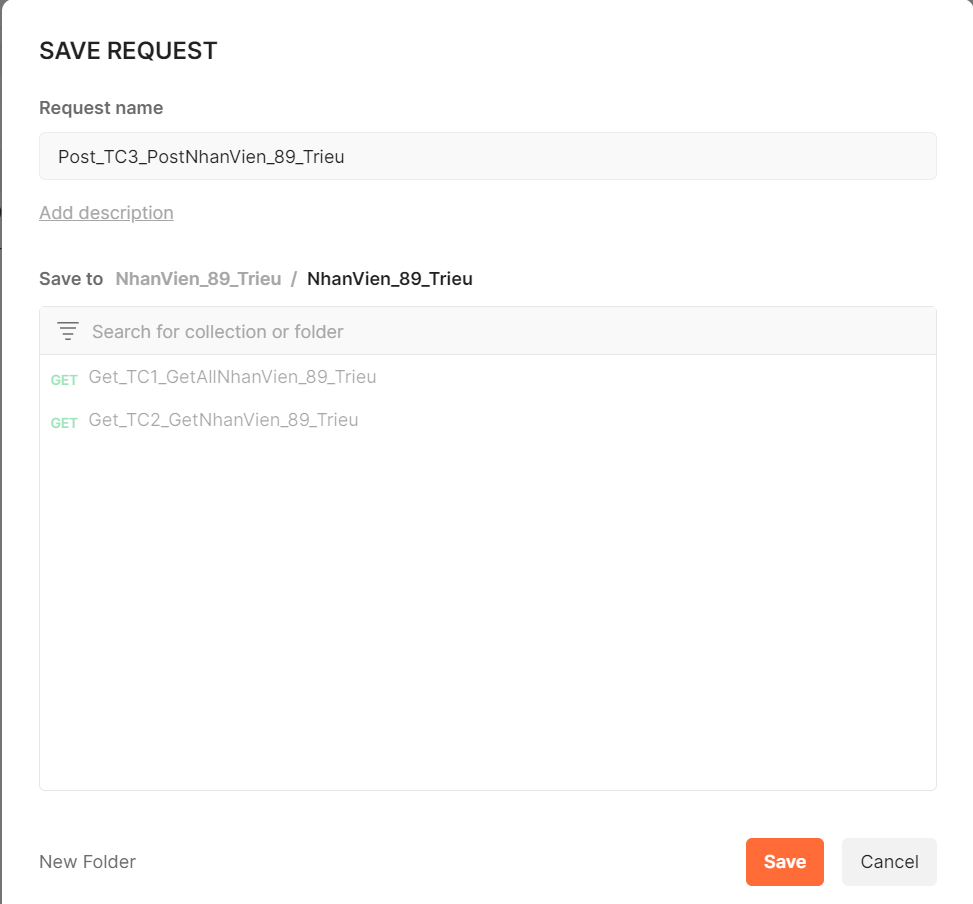 SAVE REQUEST
Request name
Post_TC3_PostNhanVien_89_Trieu
Add description
Save to NhanVien_89_Trieu / NhanVien_89_Trieu
Search for collection or folder
GET Get_TC1_GetAllNhanVien_89_Trieu
GET Get_TC2_GetNhanVien_89_Trieu
New Folder Save Cancel